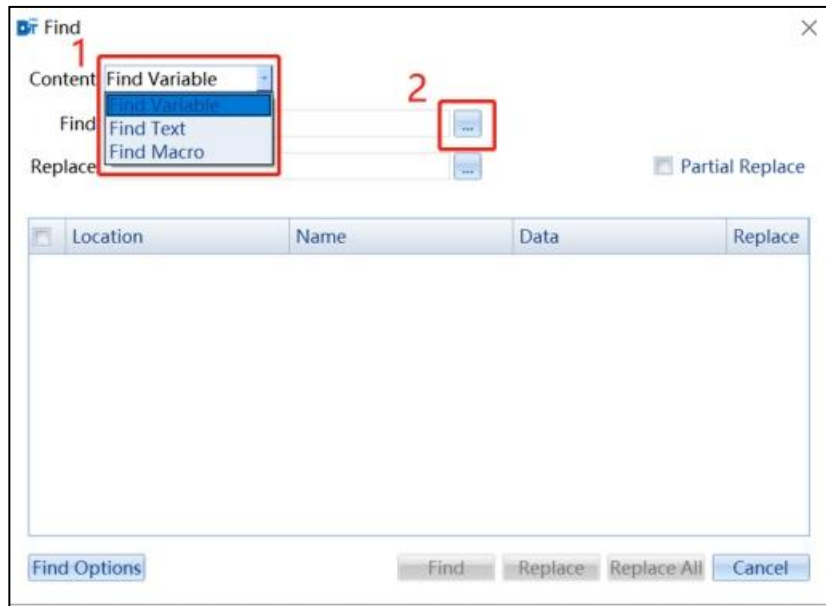 DT Find
1
Content Find Variable
2
Find Variable
Find ...
Find Text
Find Macro
Replace ... Partial Replace
Location Name Data Replace
Find Options Find Replace Replace All Cancel